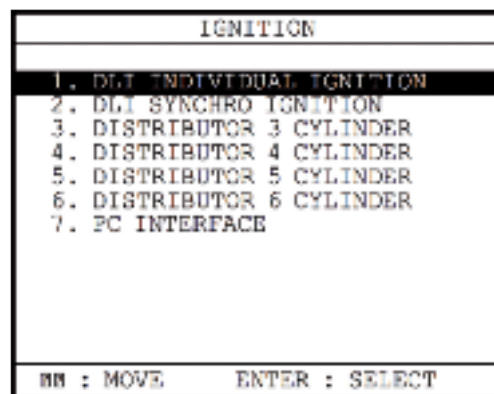 IGNITION
1. DLI INDIVIDUAL IGNITION
2. DLI SYNCHRO IGNITION
3. DISTRIBUTOR 3 CYLINDER
4. DISTRIBUTOR 4 CYLINDER
5. DISTRIBUTOR 5 CYLINDER
6. DISTRIBUTOR 6 CYLINDER
7. PC INTERFACE
: MOVE ENTER : SELECT